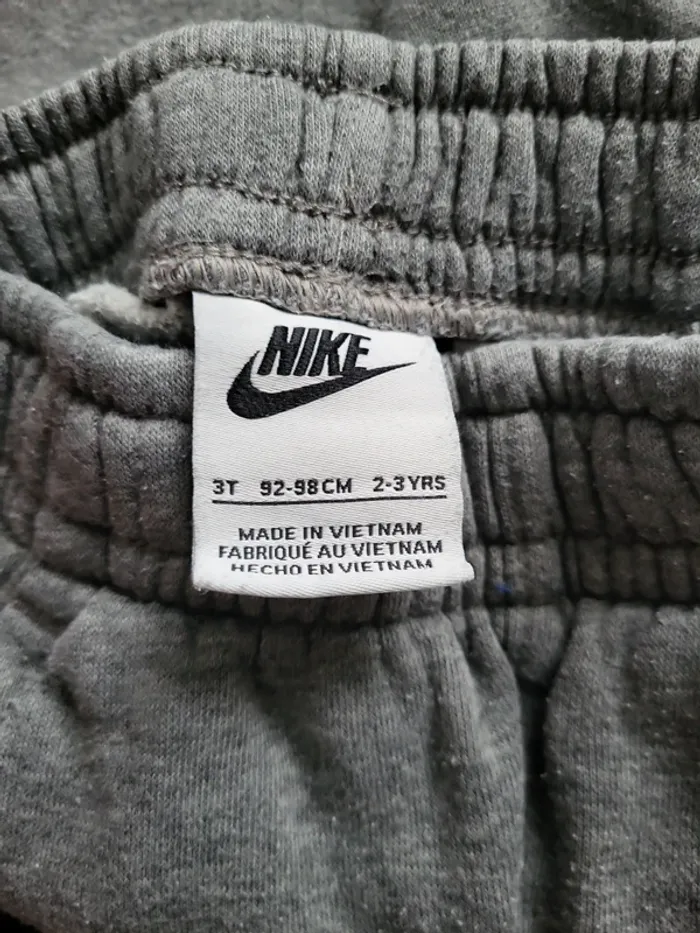 NIKE
3T 92-98CM 2-3YRS
MADE IN VIETNAM
FABRIQUÉ AU VIETNAM
HECHO EN VIETNAM